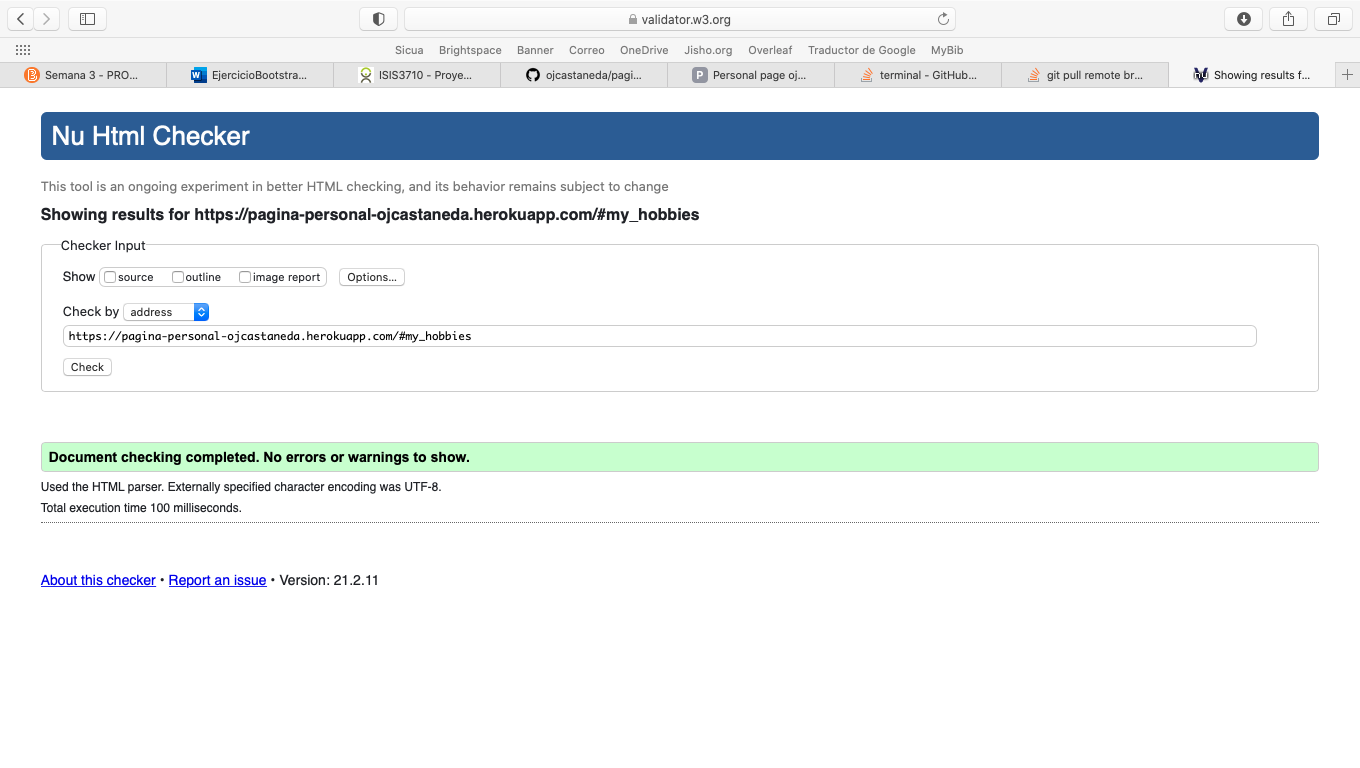 validator.w3.org
Sicua Brightspace Banner Correo OneDrive Jisho.org Overleaf Traductor de Google MyBib
Semana 3 - PRO... EjercicioBootstra... ISIS3710 - Proye... ojcastaneda/pagi... Personal page oj... terminal - GitHub... git pull remote br... Showing results f...
Nu Html Checker
This tool is an ongoing experiment in better HTML checking, and its behavior remains subject to change
Showing results for https://pagina-personal-ojcastaneda.herokuapp.com/#my_hobbies
Checker Input
Show source outline image report Options...
Check by address
https://pagina-personal-ojcastaneda.herokuapp.com/#my_hobbies
Check
Document checking completed. No errors or warnings to show.
Used the HTML parser. Externally specified character encoding was UTF-8.
Total execution time 100 milliseconds.
About this checker • Report an issue • Version: 21.2.11